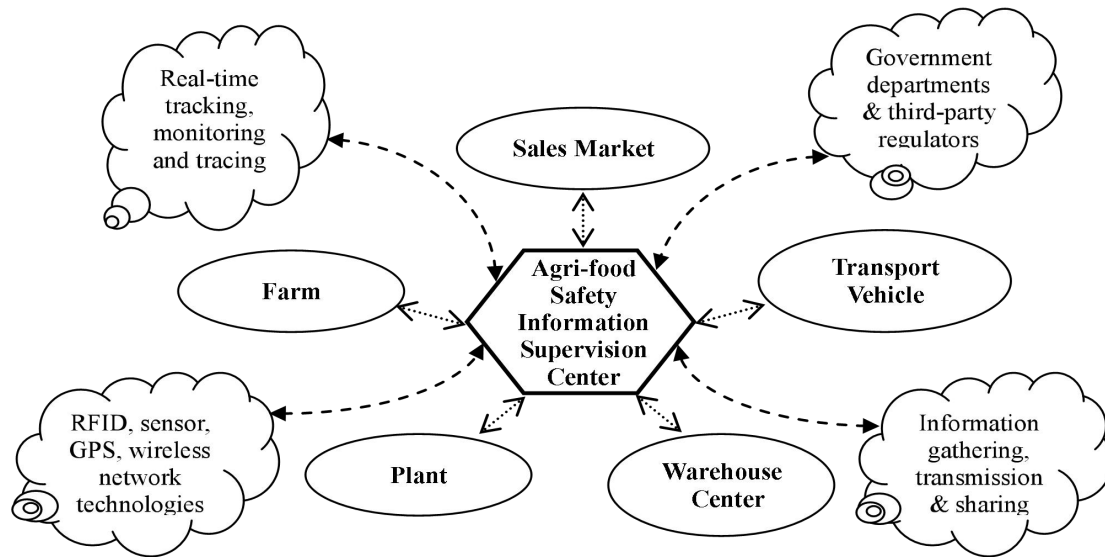 Real-time
tracking,
monitoring
and tracing
Government
departments
& third-party
regulators
Sales Market
Farm
Agri-food
Safety
Information
Supervision
Center
Transport
Vehicle
RFID, sensor,
GPS, wireless
network
technologies
Plant
Warehouse
Center
Information
gathering,
transmission
& sharing